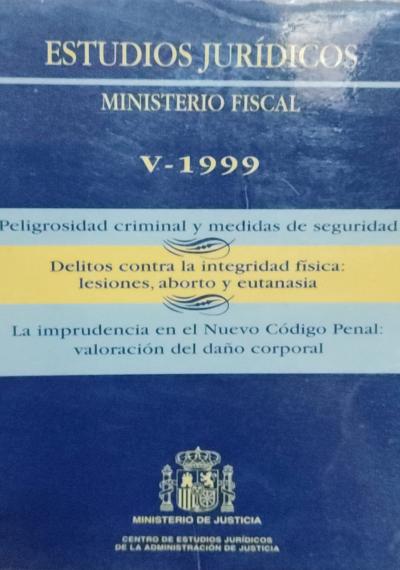 ESTUDIOS JURÍDICOS
MINISTERIO FISCAL
V-1999
Peligrosidad criminal y medidas de seguridad
Delitos contra la integridad física:
lesiones, aborto y eutanasia
La imprudencia en el Nuevo Código Penal:
valoración del daño corporal
MINISTERIO DE JUSTICIA
CENTRO DE ESTUDIOS JURÍDICOS
DE LA ADMINISTRACIÓN DE JUSTICIA